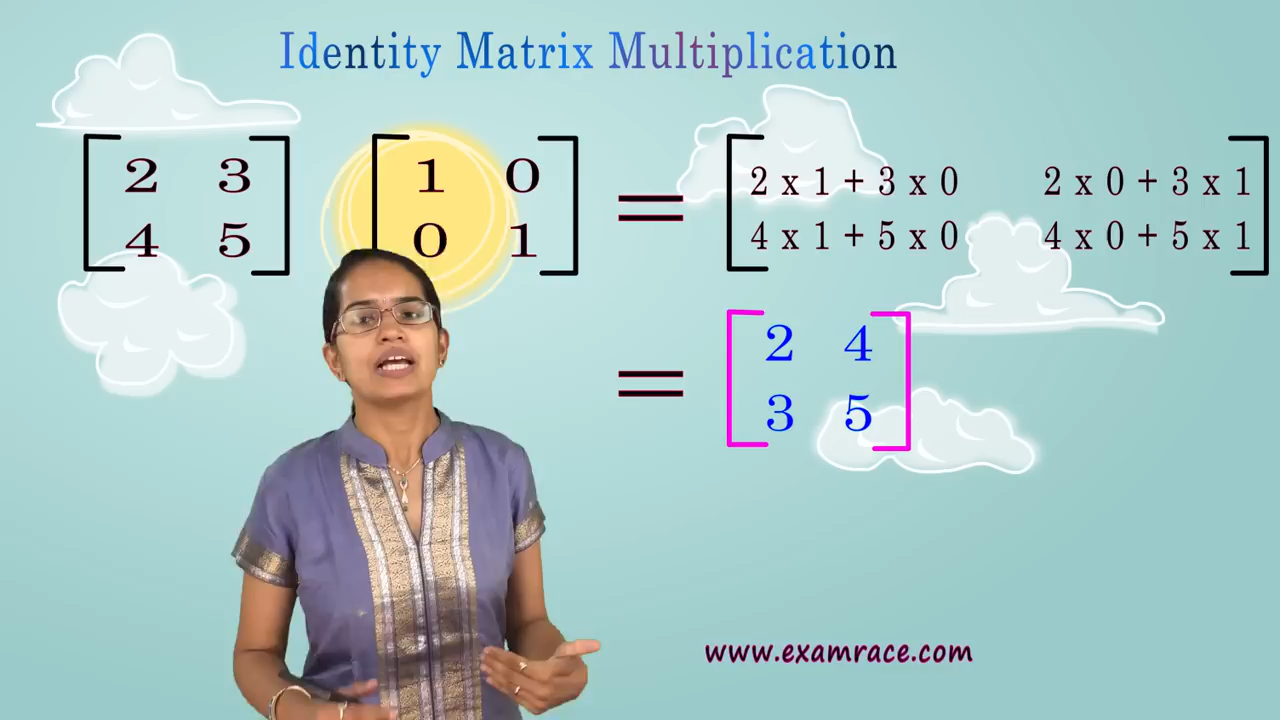 Identity Matrix Multiplication
2 3 1 0 = 2 x 1 + 3 x 0 2 x 0 + 3 x 1
4 5 0 1 4 x 1 + 5 x 0 4 x 0 + 5 x 1
= 2 4
3 5
www.examrace.com